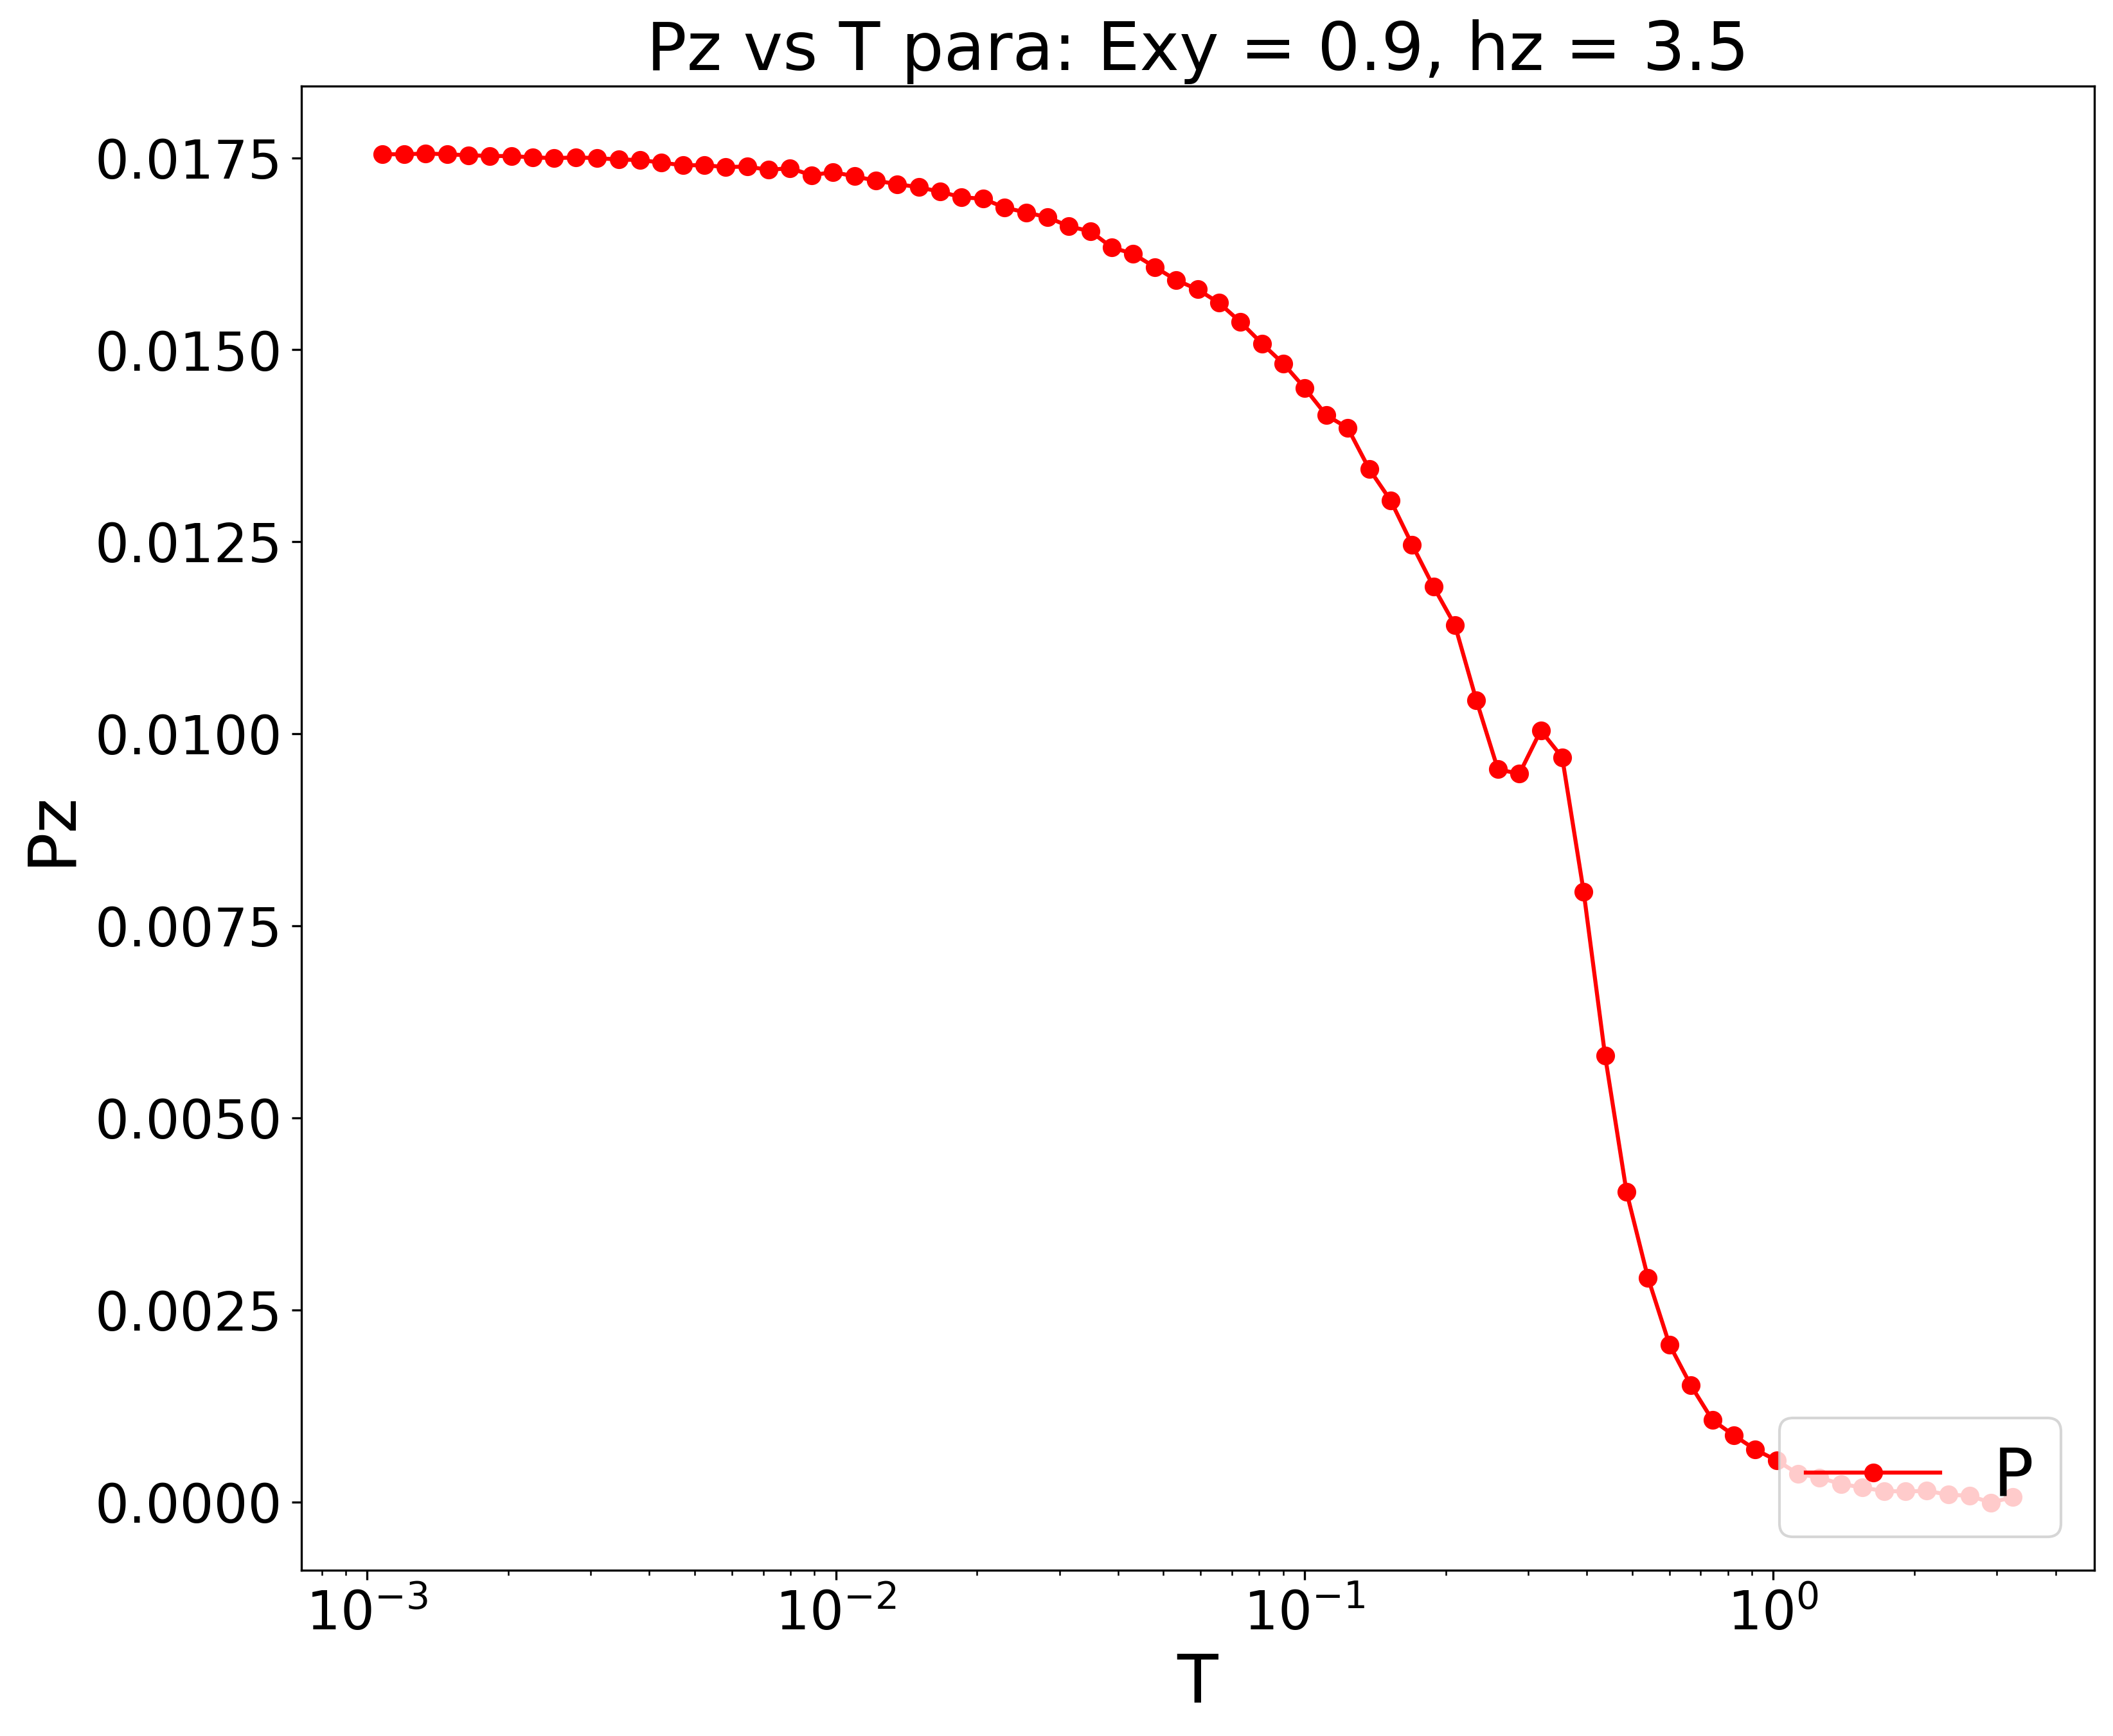 Pz vs T para: Exy = 0.9, hz = 3.5
0.0175
0.0150
0.0125
0.0100
0.0075
0.0050
0.0025
0.0000
Pz
P
10⁻³ 10⁻² 10⁻¹ 10⁰
T